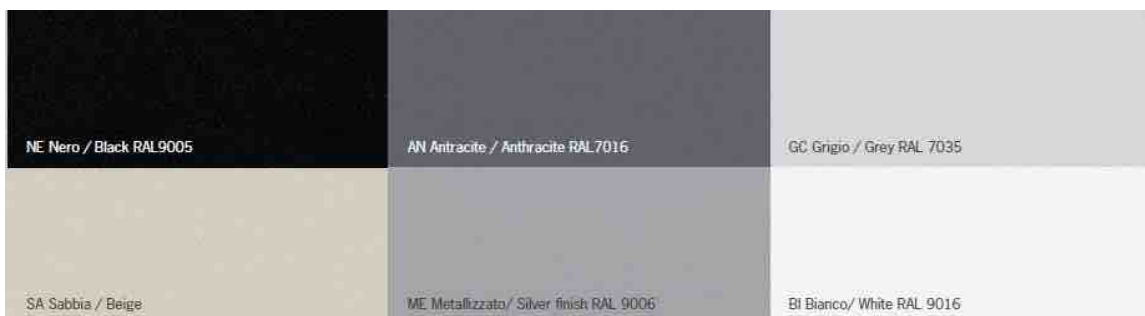 NE Nero / Black RAL9005
AN Antracite / Anthracite RAL7016
GC Grigio / Grey RAL 7035
SA Sabbia / Beige
ME Metallizzato/ Silver finish RAL 9006
BI Bianco/ White RAL 9016